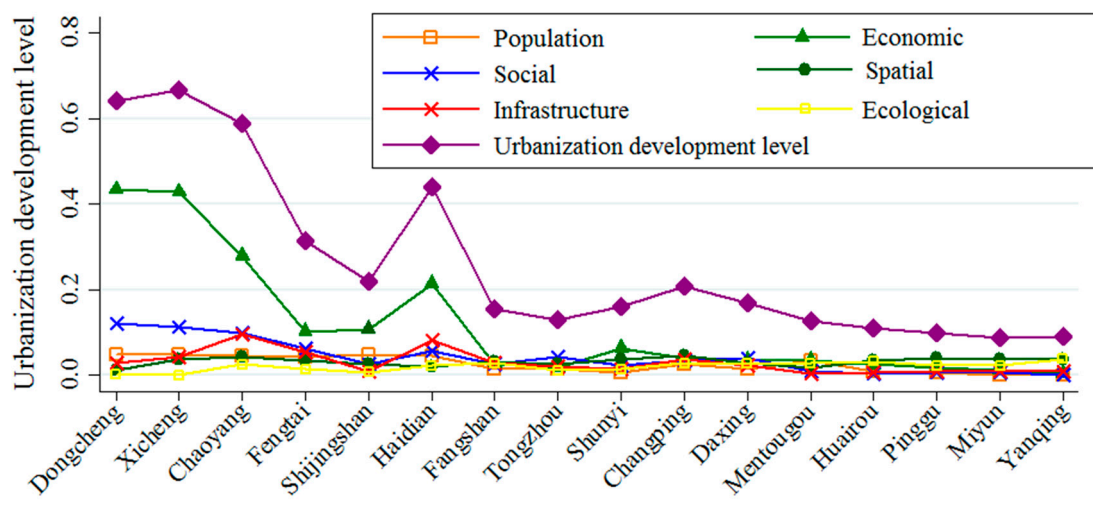 Urbanization development level
0.8
0.6
0.4
0.2
0.0
Population
Economic
Social
Spatial
Infrastructure
Ecological
Urbanization development level
Dongcheng
Xicheng
Chaoyang
Fengtai
Shijingshan
Haidian
Fangshan
Tongzhou
Shunyi
Changping
Daxing
Mentougou
Huairou
Pinggu
Miyun
Yanqing